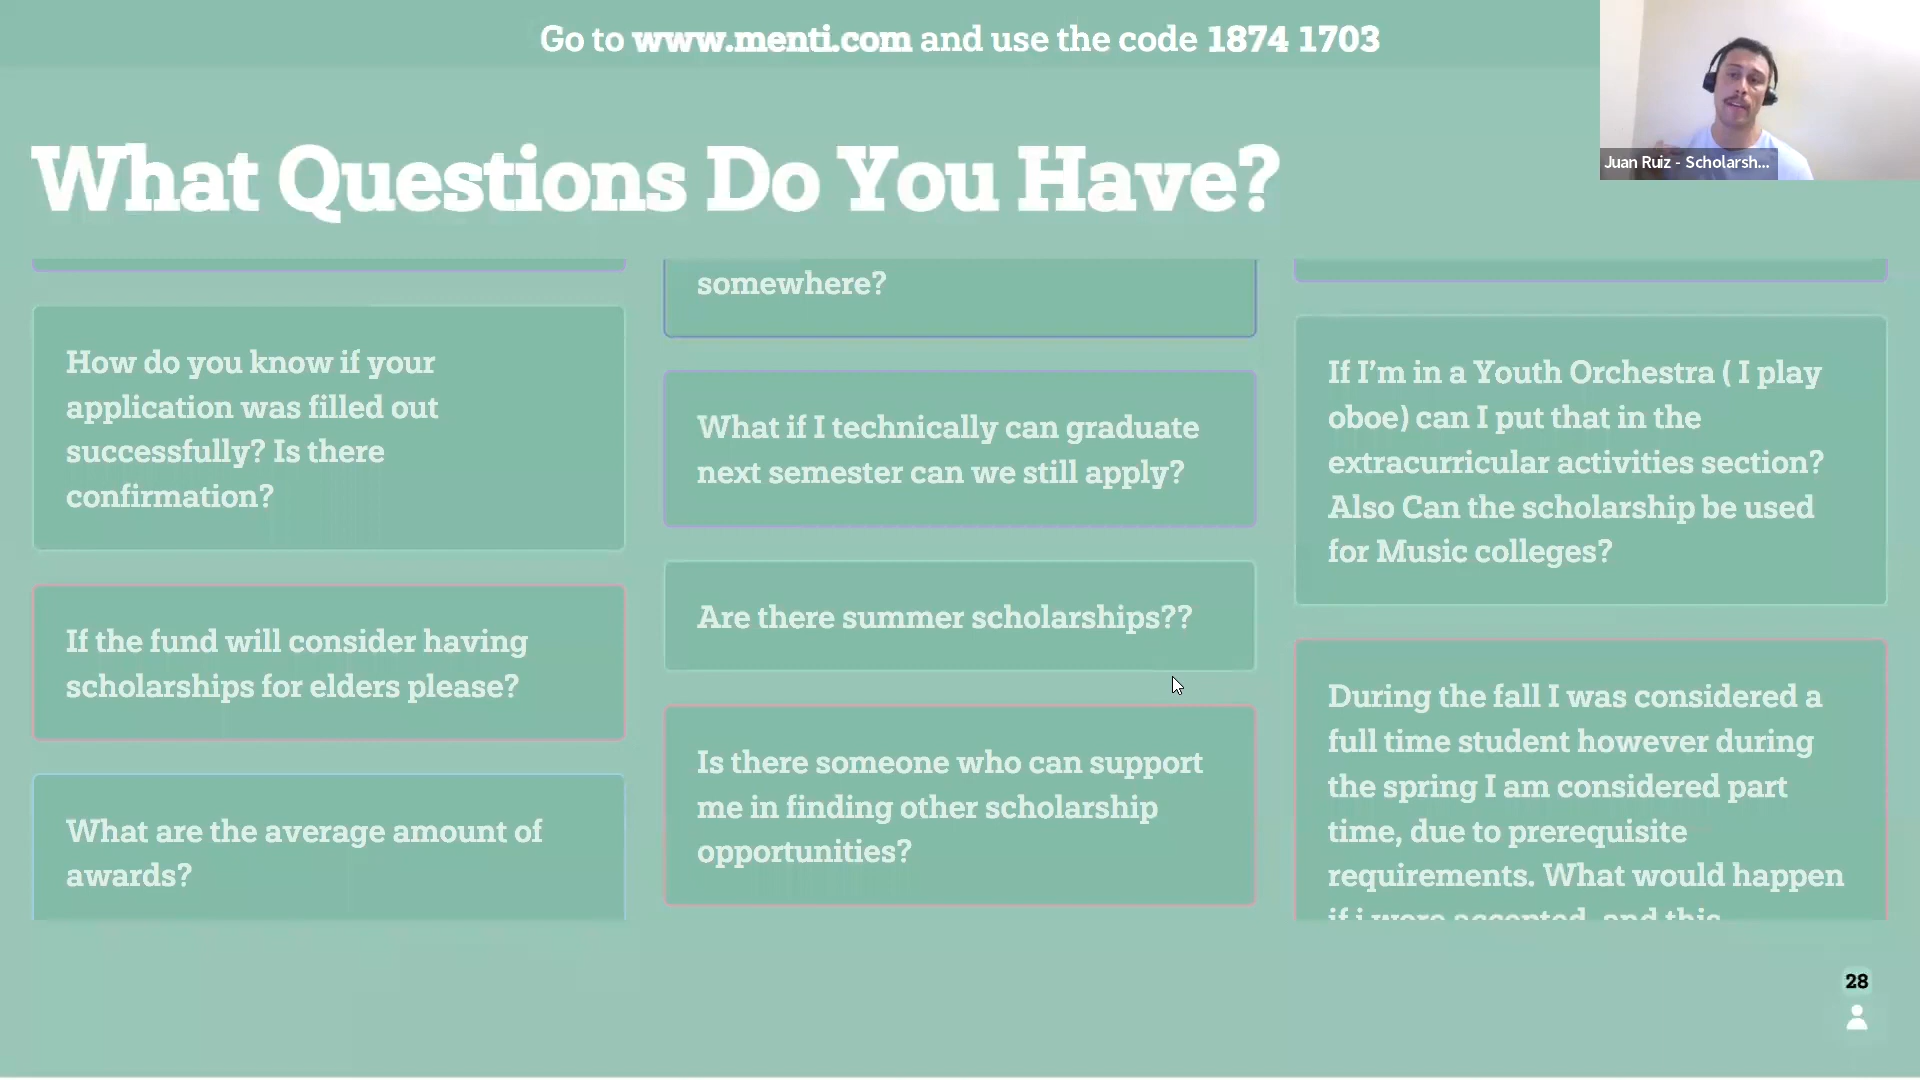 Go to www.menti.com and use the code 1874 1703
Juan Ruiz - Scholarsh...
What Questions Do You Have?
How do you know if your
application was filled out
successfully? Is there
confirmation?
If the fund will consider having
scholarships for elders please?
What are the average amount of
awards?
somewhere?
What if I technically can graduate
next semester can we still apply?
Are there summer scholarships??
Is there someone who can support
me in finding other scholarship
opportunities?
If I'm in a Youth Orchestra ( I play
oboe) can I put that in the
extracurricular activities section?
Also Can the scholarship be used
for Music colleges?
During the fall I was considered a
full time student however during
the spring I am considered part
time, due to prerequisite
requirements. What would happen
if i were accepted, and this
28